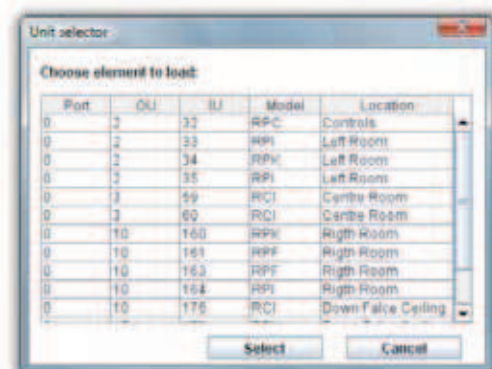 Unit selector
Choose element to load:
Port OU IU Model Location
0 2 32 RPC Controls
0 2 33 RPI Left Room
0 2 34 RPK Left Room
0 2 35 RPI Left Room
0 3 59 RCI Centre Room
0 3 60 RCI Centre Room
0 10 160 RPK Rigth Room
0 10 161 RPF Rigth Room
0 10 163 RPF Rigth Room
0 10 164 RPI Rigth Room
0 10 176 RCI Down Falce Ceiling
Select Cancel